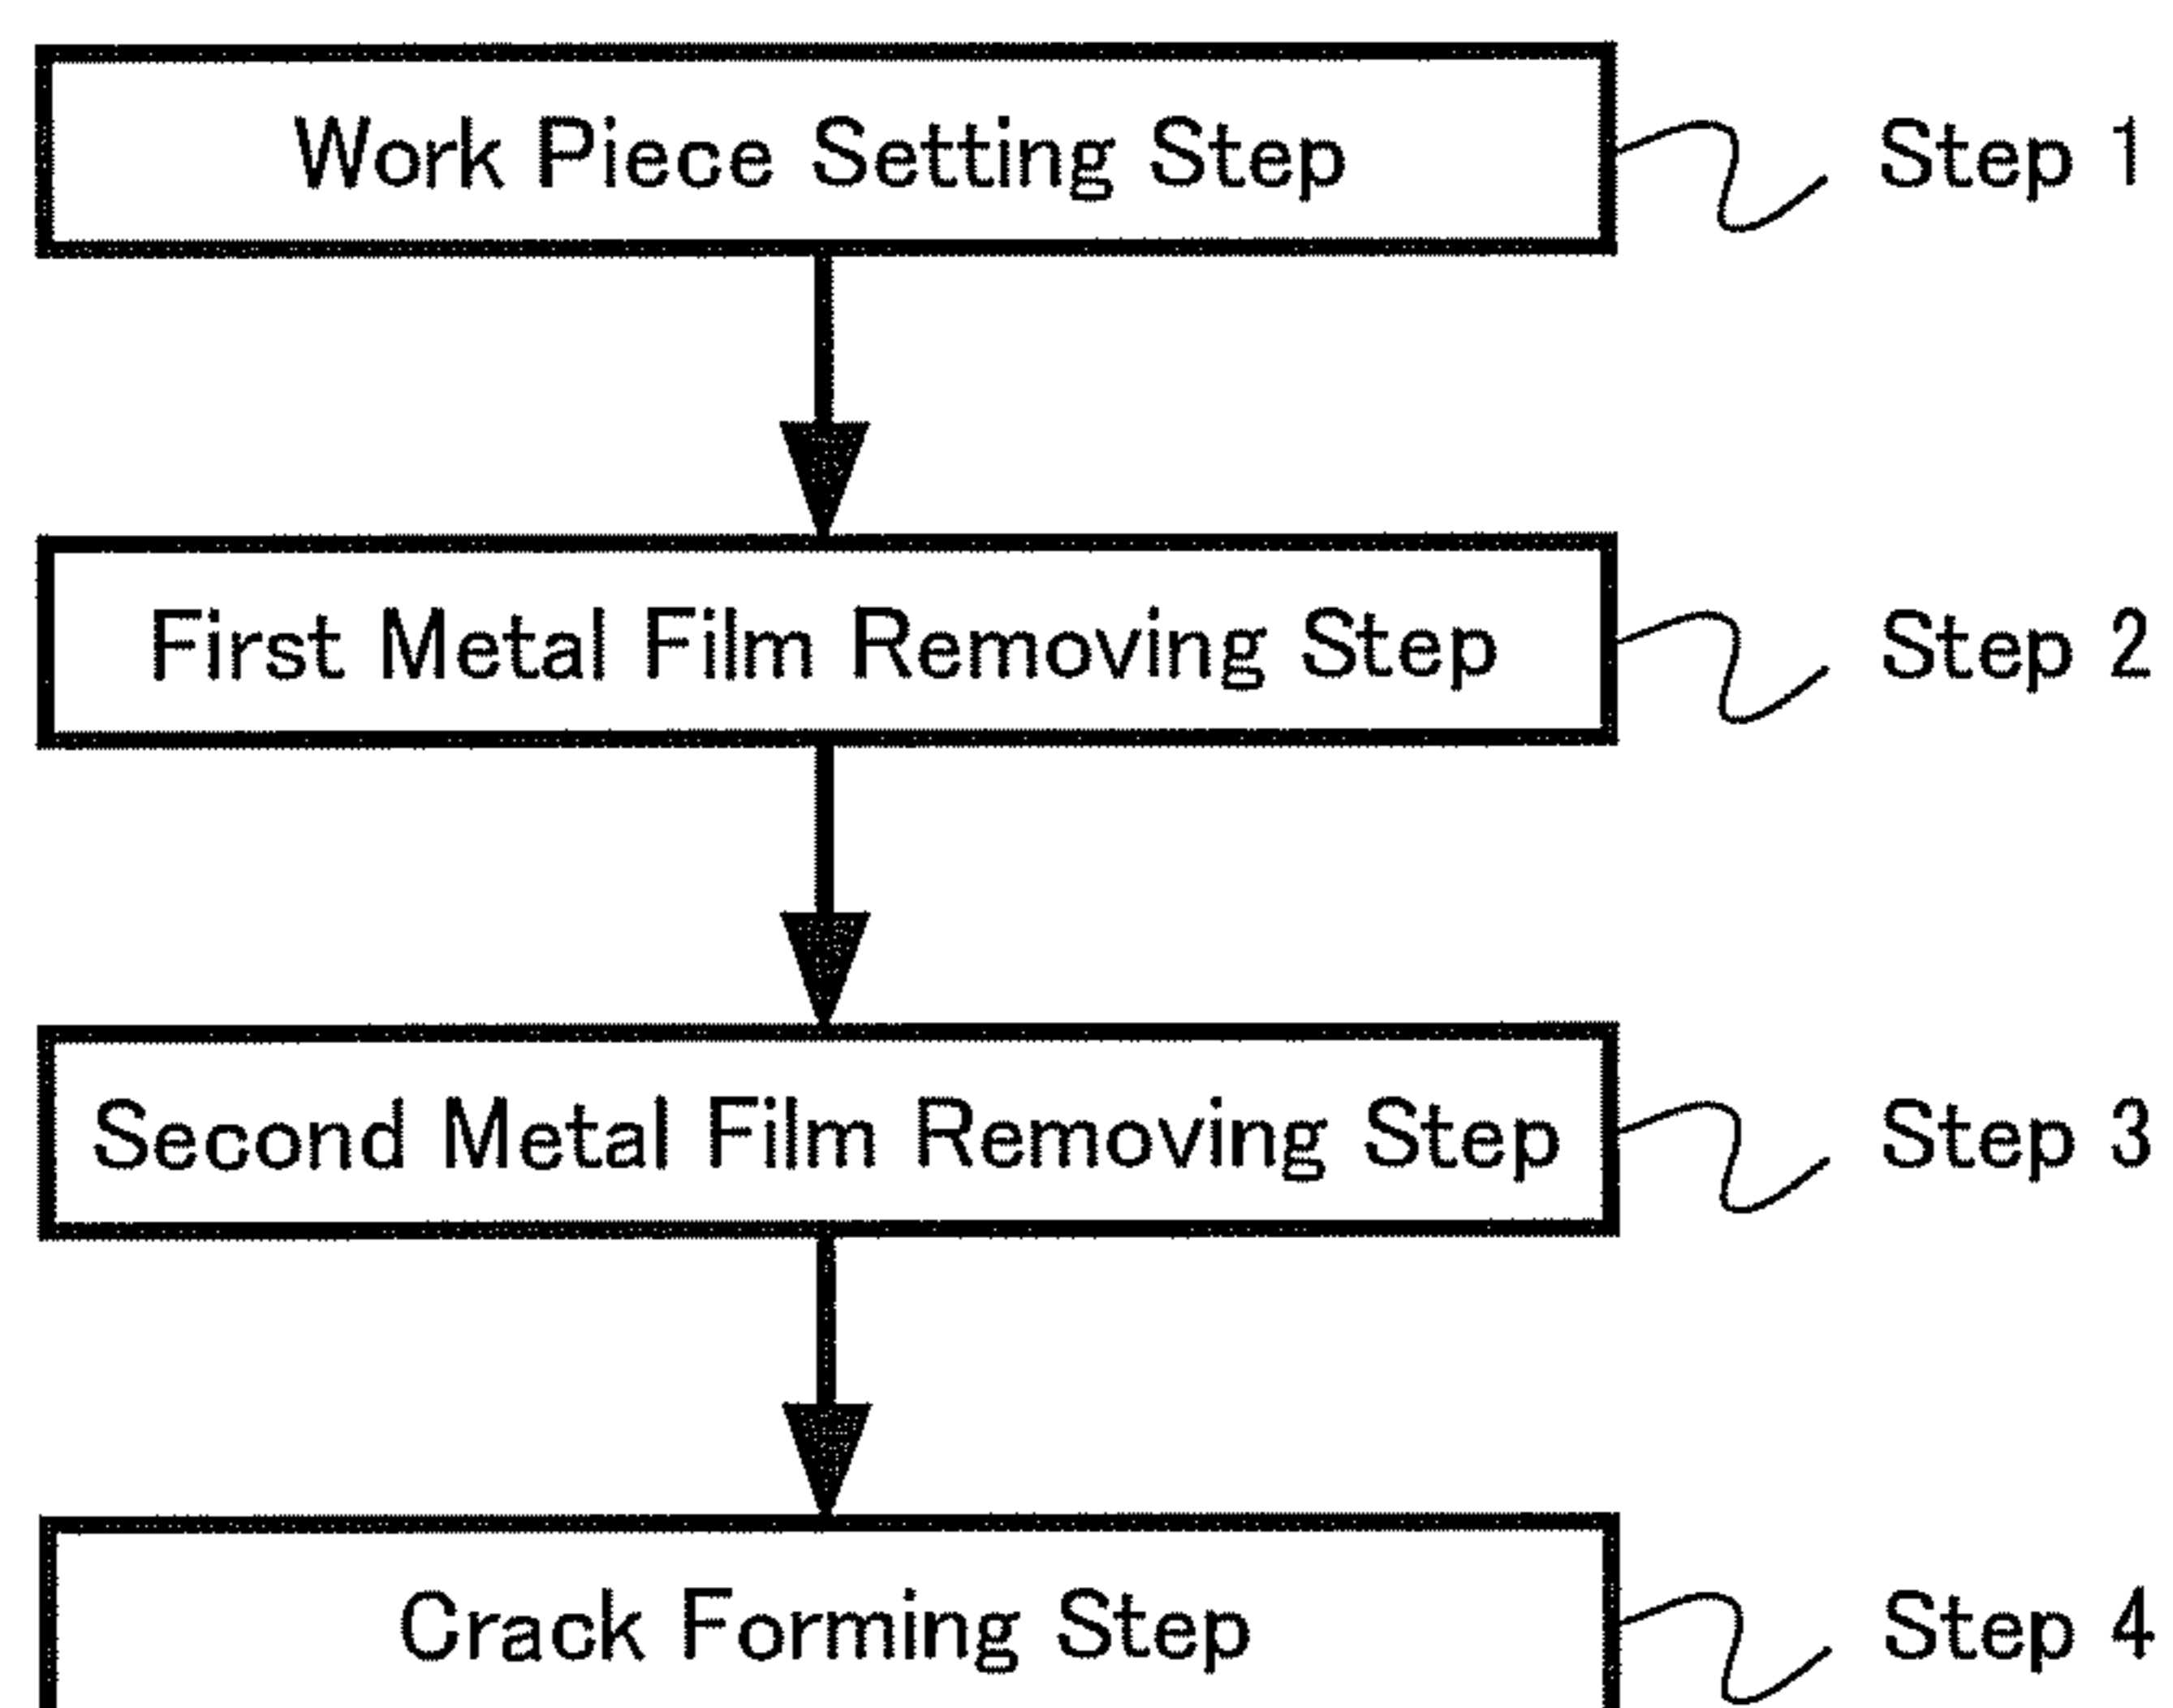 Work Piece Setting Step Step 1
First Metal Film Removing Step Step 2
Second Metal Film Removing Step Step 3
Crack Forming Step Step 4